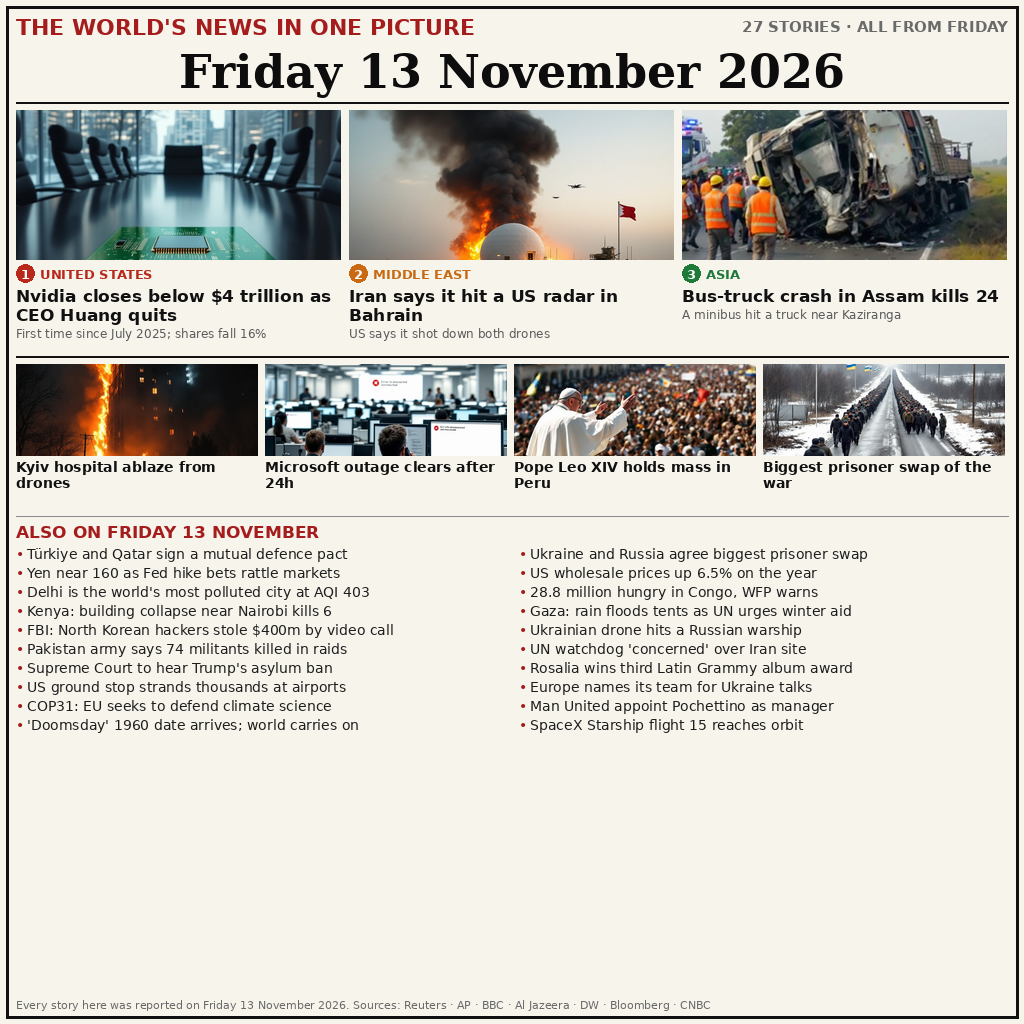 THE WORLD'S NEWS IN ONE PICTURE
27 STORIES · ALL FROM FRIDAY
Friday 13 November 2026
1 UNITED STATES
Nvidia closes below $4 trillion as
CEO Huang quits
First time since July 2025; shares fall 16%
2 MIDDLE EAST
Iran says it hit a US radar in
Bahrain
US says it shot down both drones
3 ASIA
Bus-truck crash in Assam kills 24
A minibus hit a truck near Kaziranga
Kyiv hospital ablaze from
drones
Microsoft outage clears after
24h
Pope Leo XIV holds mass in
Peru
Biggest prisoner swap of the
war
ALSO ON FRIDAY 13 NOVEMBER
• Türkiye and Qatar sign a mutual defence pact
• Yen near 160 as Fed hike bets rattle markets
• Delhi is the world's most polluted city at AQI 403
• Kenya: building collapse near Nairobi kills 6
• FBI: North Korean hackers stole $400m by video call
• Pakistan army says 74 militants killed in raids
• Supreme Court to hear Trump's asylum ban
• US ground stop strands thousands at airports
• COP31: EU seeks to defend climate science
• 'Doomsday' 1960 date arrives; world carries on
• Ukraine and Russia agree biggest prisoner swap
• US wholesale prices up 6.5% on the year
• 28.8 million hungry in Congo, WFP warns
• Gaza: rain floods tents as UN urges winter aid
• Ukrainian drone hits a Russian warship
• UN watchdog 'concerned' over Iran site
• Rosalia wins third Latin Grammy album award
• Europe names its team for Ukraine talks
• Man United appoint Pochettino as manager
• SpaceX Starship flight 15 reaches orbit
Every story here was reported on Friday 13 November 2026. Sources: Reuters · AP · BBC · Al Jazeera · DW · Bloomberg · CNBC